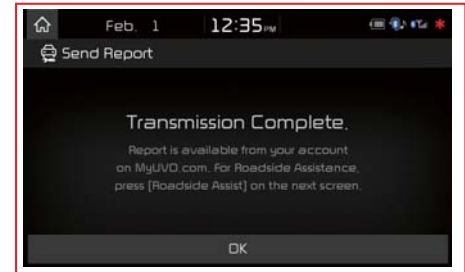 Feb. 1 12:35PM
Send Report
Transmission Complete.
Report is available from your account
on MyUVO.com. For Roadside Assistance,
press [Roadside Assist] on the next screen.
OK